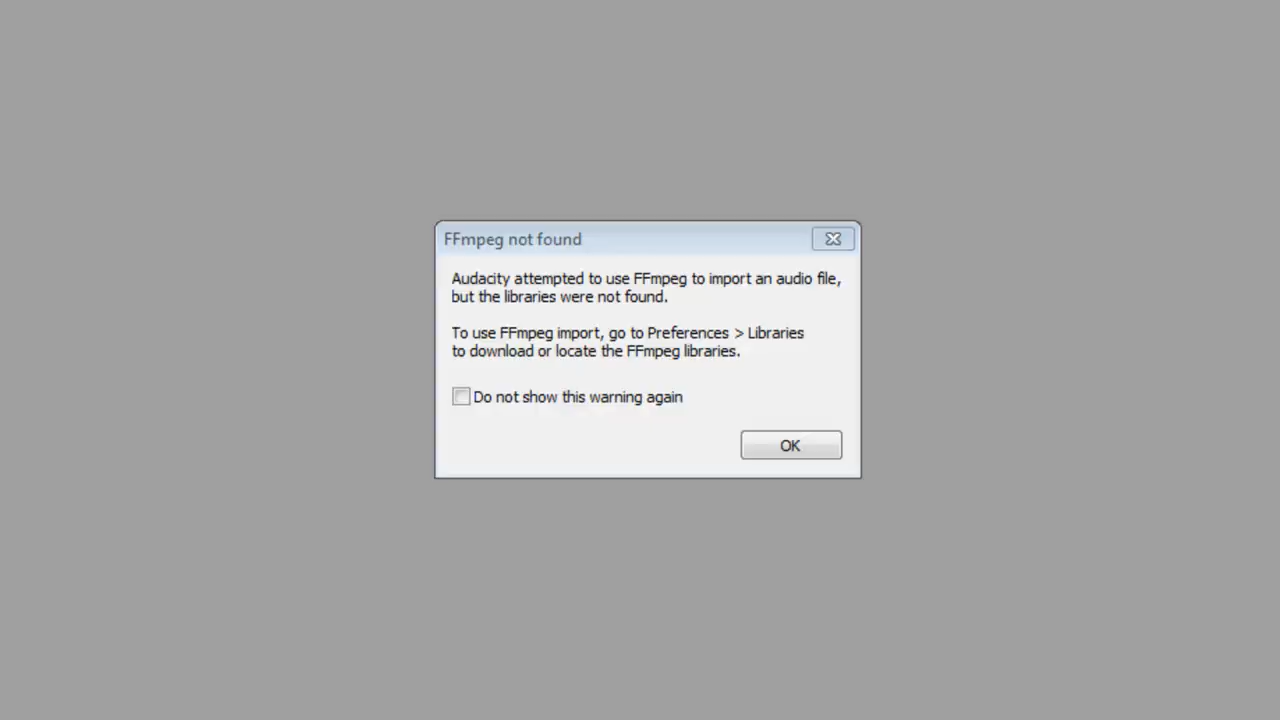 FFmpeg not found
Audacity attempted to use FFmpeg to import an audio file,
but the libraries were not found.
To use FFmpeg import, go to Preferences > Libraries
to download or locate the FFmpeg libraries.
Do not show this warning again
OK